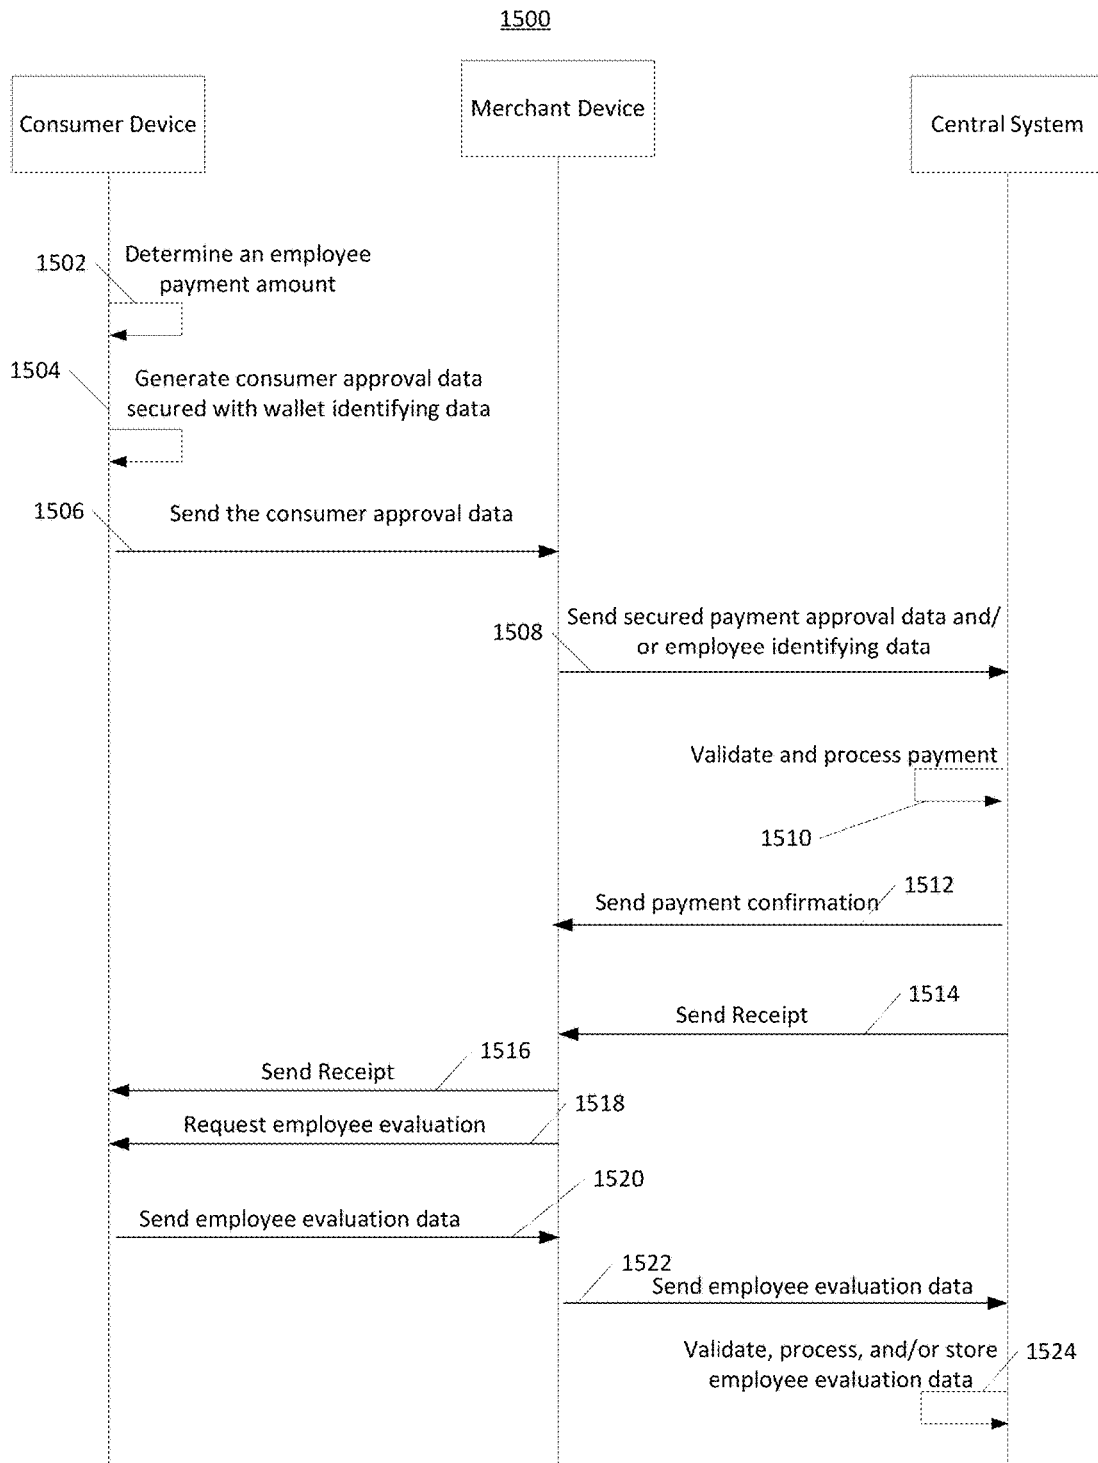 1500
Consumer Device
Merchant Device
Central System
1502
Determine an employee
payment amount
1504
Generate consumer approval data
secured with wallet identifying data
1506
Send the consumer approval data
Send secured payment approval data and/
1508
or employee identifying data
Validate and process payment
1510
1512
Send payment confirmation
1514
Send Receipt
1516
Send Receipt
1518
Request employee evaluation
1520
Send employee evaluation data
1522
Send employee evaluation data
Validate, process, and/or store
1524
employee evaluation data